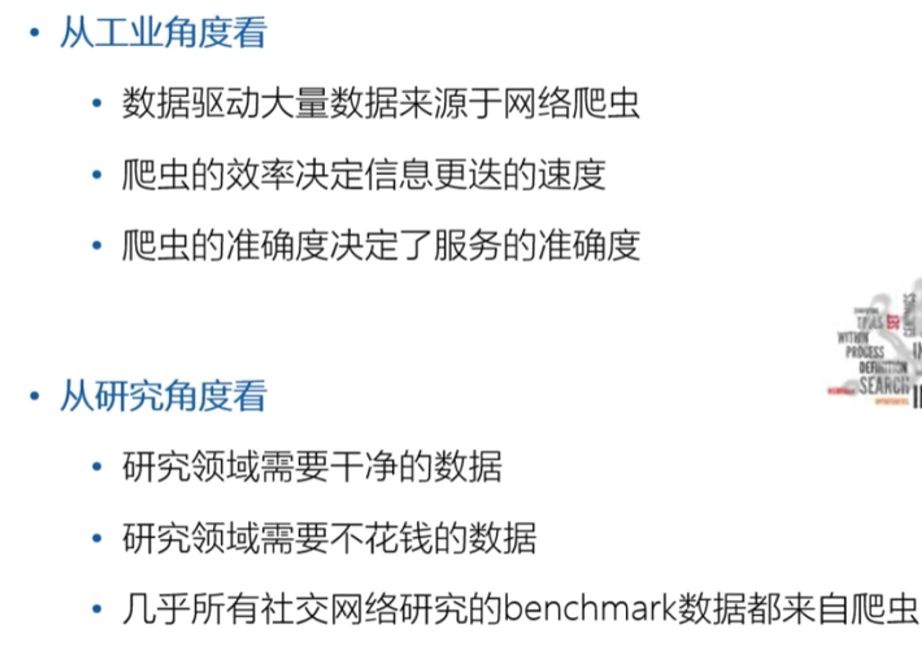 从工业角度看
数据驱动大量数据来源于网络爬虫
爬虫的效率决定信息更迭的速度
爬虫的准确度决定了服务的准确度
TOOLS
SET
WITHIN
PROCESS
DEFINITION
SEARCH
从研究角度看
研究领域需要干净的数据
研究领域需要不花钱的数据
几乎所有社交网络研究的benchmark数据都来自爬虫